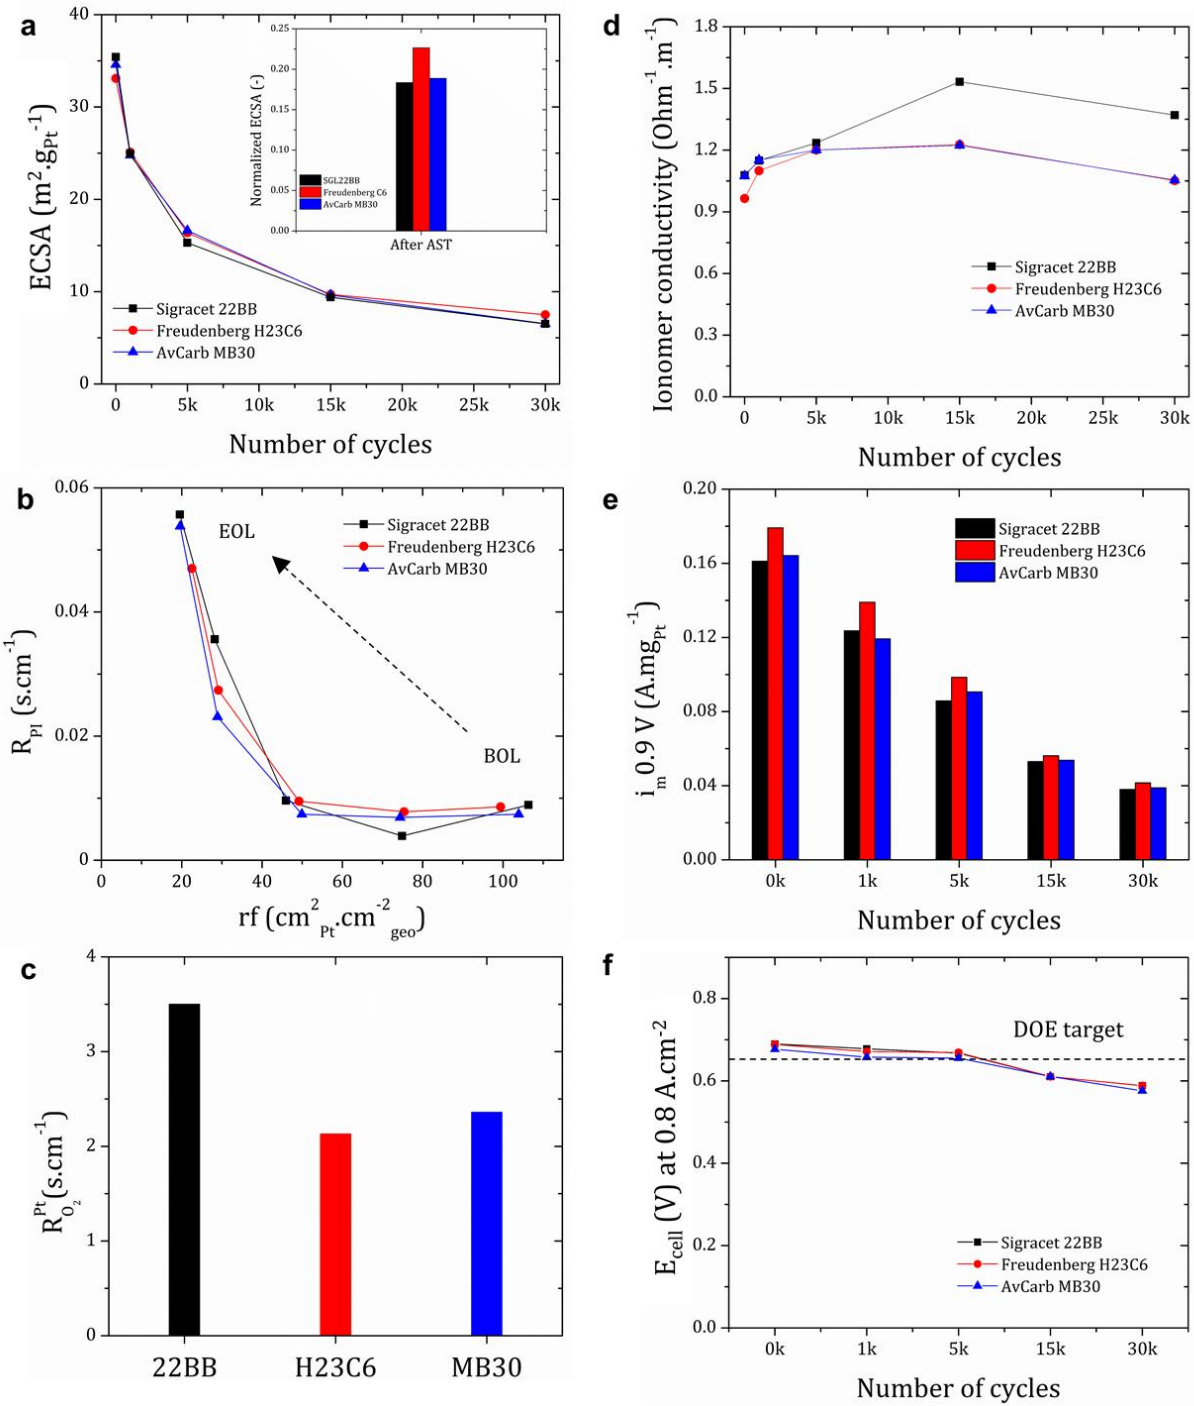 a
40
30
20
10
0
ECSA (m².gPt⁻¹)
0 5k 10k 15k 20k 25k 30k
Number of cycles
Sigracet 22BB
Freudenberg H23C6
AvCarb MB30
0.25
0.20
0.15
0.10
0.05
0.00
Normalized ECSA (-)
SGL22BB
Freudenberg C6
AvCarb MB30
After AST
d
1.8
1.5
1.2
0.9
0.6
0.3
0.0
Ionomer conductivity (Ohm⁻¹.m⁻¹)
Sigracet 22BB
Freudenberg H23C6
AvCarb MB30
0 5k 10k 15k 20k 25k 30k
Number of cycles
b
0.06
0.04
0.02
0
RPI (s.cm⁻¹)
EOL
BOL
Sigracet 22BB
Freudenberg H23C6
AvCarb MB30
0 20 40 60 80 100
rf (cm²Pt.cm⁻²geo)
e
0.20
0.16
0.12
0.08
0.04
0.00
im0.9 V (A.mgPt⁻¹)
Sigracet 22BB
Freudenberg H23C6
AvCarb MB30
0k 1k 5k 15k 30k
Number of cycles
c
4
3
2
1
0
RO₂Pt(s.cm⁻¹)
22BB H23C6 MB30
f
0.8
0.6
0.4
0.2
0.0
Ecell (V) at 0.8 A.cm⁻²
DOE target
Sigracet 22BB
Freudenberg H23C6
AvCarb MB30
0k 1k 5k 15k 30k
Number of cycles